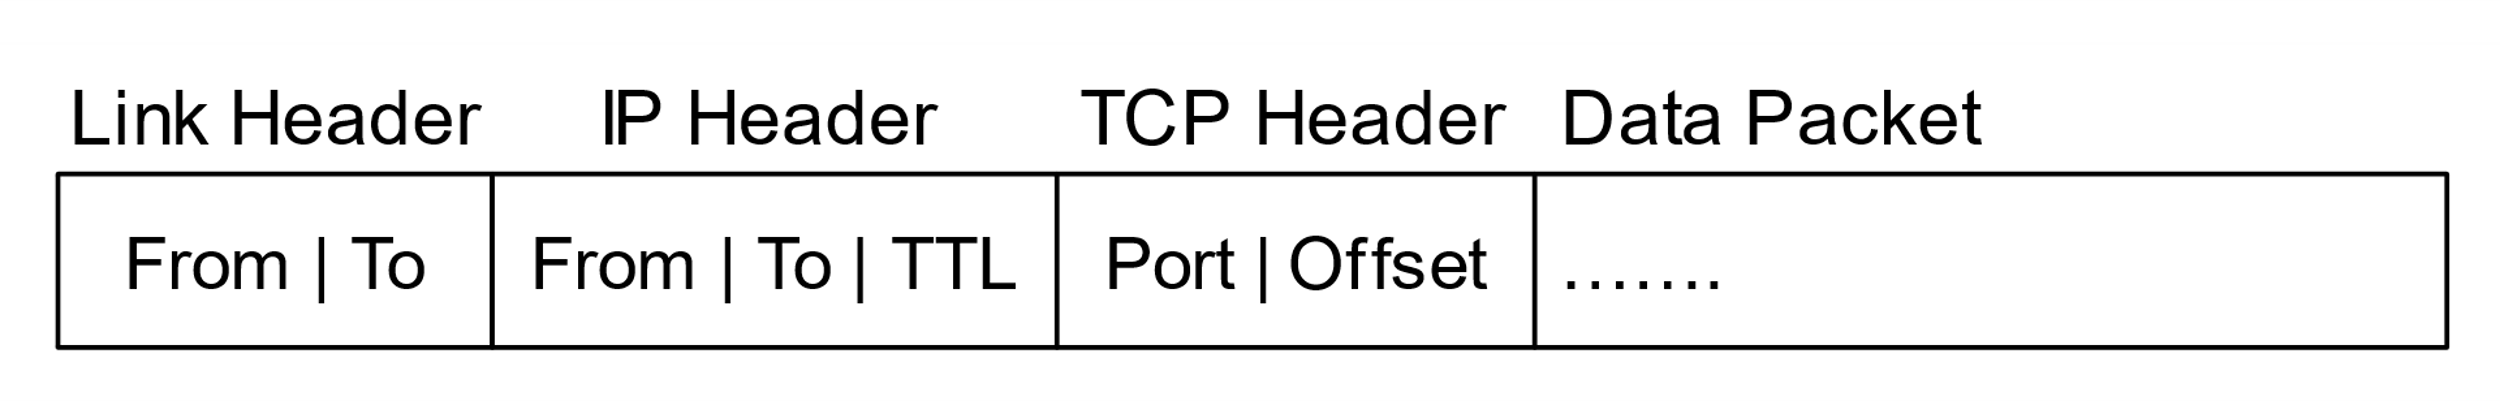 Link Header IP Header TCP Header Data Packet
From | To From | To | TTL Port | Offset .......